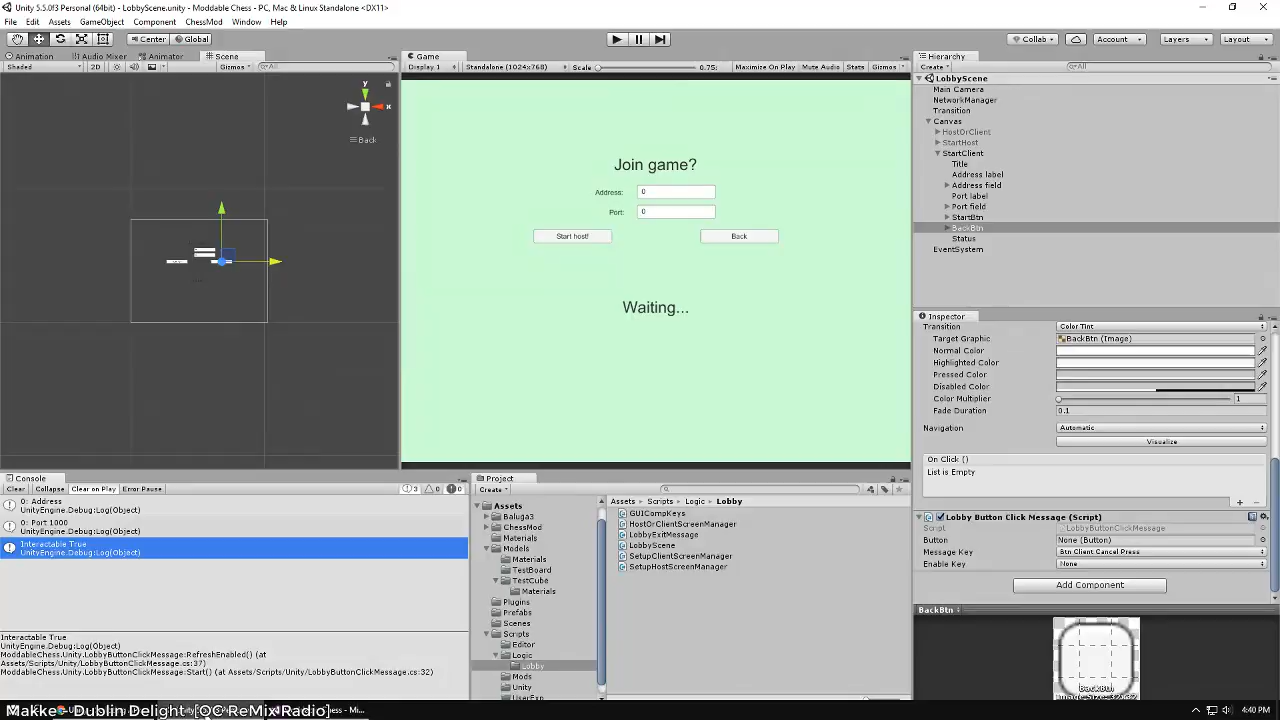 Unity 5.5.0f3 Personal (64bit) - LobbyScene.unity - Moddable Chess - PC, Mac & Linux Standalone <DX11>
File Edit Assets GameObject Component ChessMod Window Help
Center Global Collab Account Layers Layout
Animation Audio Mixer Animator Scene
Shaded 2D Gizmos All
y
x
Back
Game
Display 1 Standalone (1024x768) Scale 0.75: Maximize On Play Mute Audio Stats Gizmos
Join game?
Address: 0
Port: 0
Start host! Back
Waiting...
Hierarchy
Create All
LobbyScene
Main Camera
NetworkManager
Transition
Canvas
HostOrClient
StartHost
StartClient
Title
Address label
Address field
Port label
Port field
StartBtn
BackBtn
Status
EventSystem
Inspector
Transition Color Tint
Target Graphic BackBtn (Image)
Normal Color
Highlighted Color
Pressed Color
Disabled Color
Color Multiplier 1
Fade Duration 0.1
Navigation Automatic
Visualize
On Click ()
List is Empty
Lobby Button Click Message (Script)
Script LobbyButtonClickMessage
Button None (Button)
Message Key Btn Client Cancel Press
Enable Key None
Add Component
BackBtn
BackBtn
Console
Clear Collapse Clear on Play Error Pause 3 0 0
0: Address
UnityEngine.Debug:Log(Object)
0: Port 1000
UnityEngine.Debug:Log(Object)
Interactable True
UnityEngine.Debug:Log(Object)
Interactable True
UnityEngine.Debug:Log(Object)
ModdableChess.Unity.LobbyButtonClickMessage:RefreshEnabled() (at
Assets/Scripts/Unity/LobbyButtonClickMessage.cs:37)
ModdableChess.Unity.LobbyButtonClickMessage:Start() (at Assets/Scripts/Unity/LobbyButtonClickMessage.cs:32)
Project
Create
Assets
Baluga3
ChessMod
Materials
Models
Materials
TestBoard
TestCube
Materials
Plugins
Prefabs
Scenes
Scripts
Editor
Logic
Lobby
Mods
Unity
UserExp
Assets Scripts Logic Lobby
GUICompKeys
HostOrClientScreenManager
LobbyExitMessage
LobbyScene
SetupClientScreenManager
SetupHostScreenManager
Makke - Dublin Delight [OC ReMix Radio]
4:40 PM